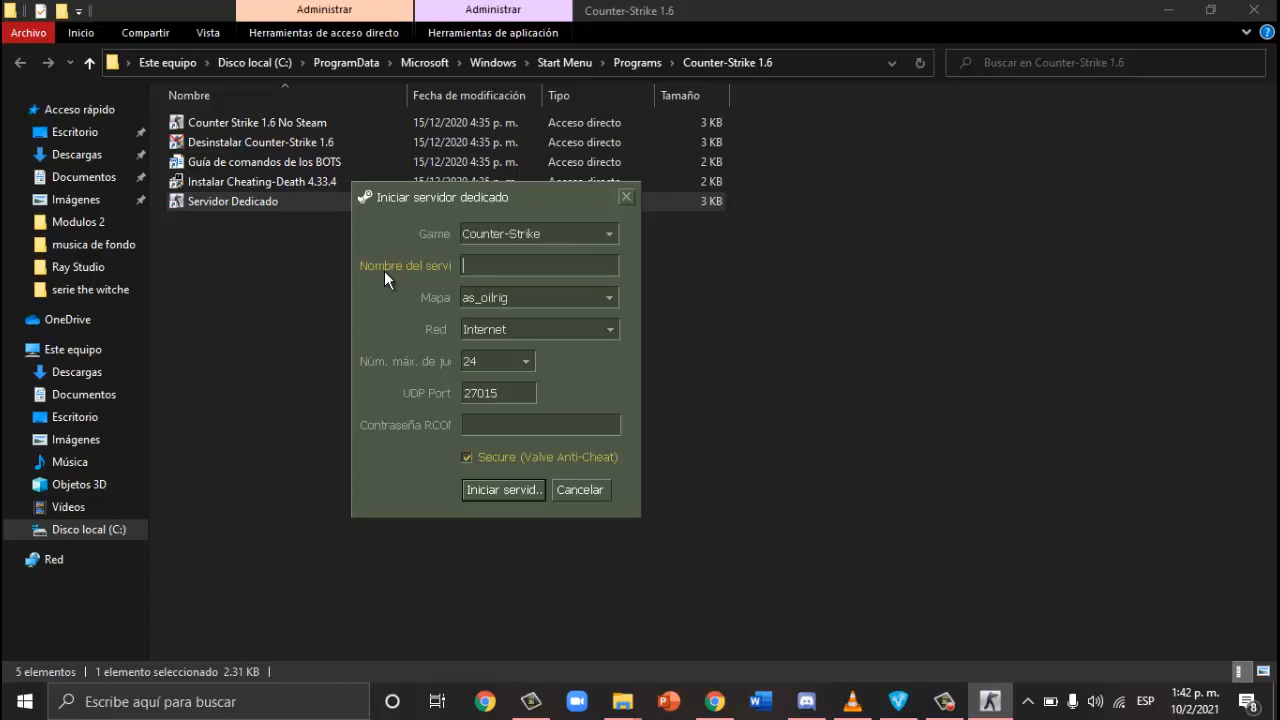 Administrar
Administrar
Counter-Strike 1.6
Archivo
Inicio
Compartir
Vista
Herramientas de acceso directo
Herramientas de aplicación
Este equipo
Disco local (C:)
ProgramData
Microsoft
Windows
Start Menu
Programs
Counter-Strike 1.6
Buscar en Counter-Strike 1.6
Nombre
Fecha de modificación
Tipo
Tamaño
Counter Strike 1.6 No Steam 15/12/2020 4:35 p. m. Acceso directo 3 KB
Desinstalar Counter-Strike 1.6 15/12/2020 4:35 p. m. Acceso directo 3 KB
Guía de comandos de los BOTS 15/12/2020 4:35 p. m. Acceso directo 2 KB
Instalar Cheating-Death 4.33.4 15/12/2020 4:35 p. m. Acceso directo 2 KB
Servidor Dedicado 3 KB
Acceso rápido
Escritorio
Descargas
Documentos
Imágenes
Modulos 2
musica de fondo
Ray Studio
serie the witche
OneDrive
Este equipo
Descargas
Documentos
Escritorio
Imágenes
Música
Objetos 3D
Vídeos
Disco local (C:)
Red
Iniciar servidor dedicado
Game Counter-Strike
Nombre del servi
Mapa as_oilrig
Red Internet
Núm. máx. de ju 24
UDP Port 27015
Contraseña RCO
Secure (Valve Anti-Cheat)
Iniciar servid..
Cancelar
5 elementos
1 elemento seleccionado 2.31 KB
Escribe aquí para buscar
ESP
1:42 p. m.
10/2/2021
8